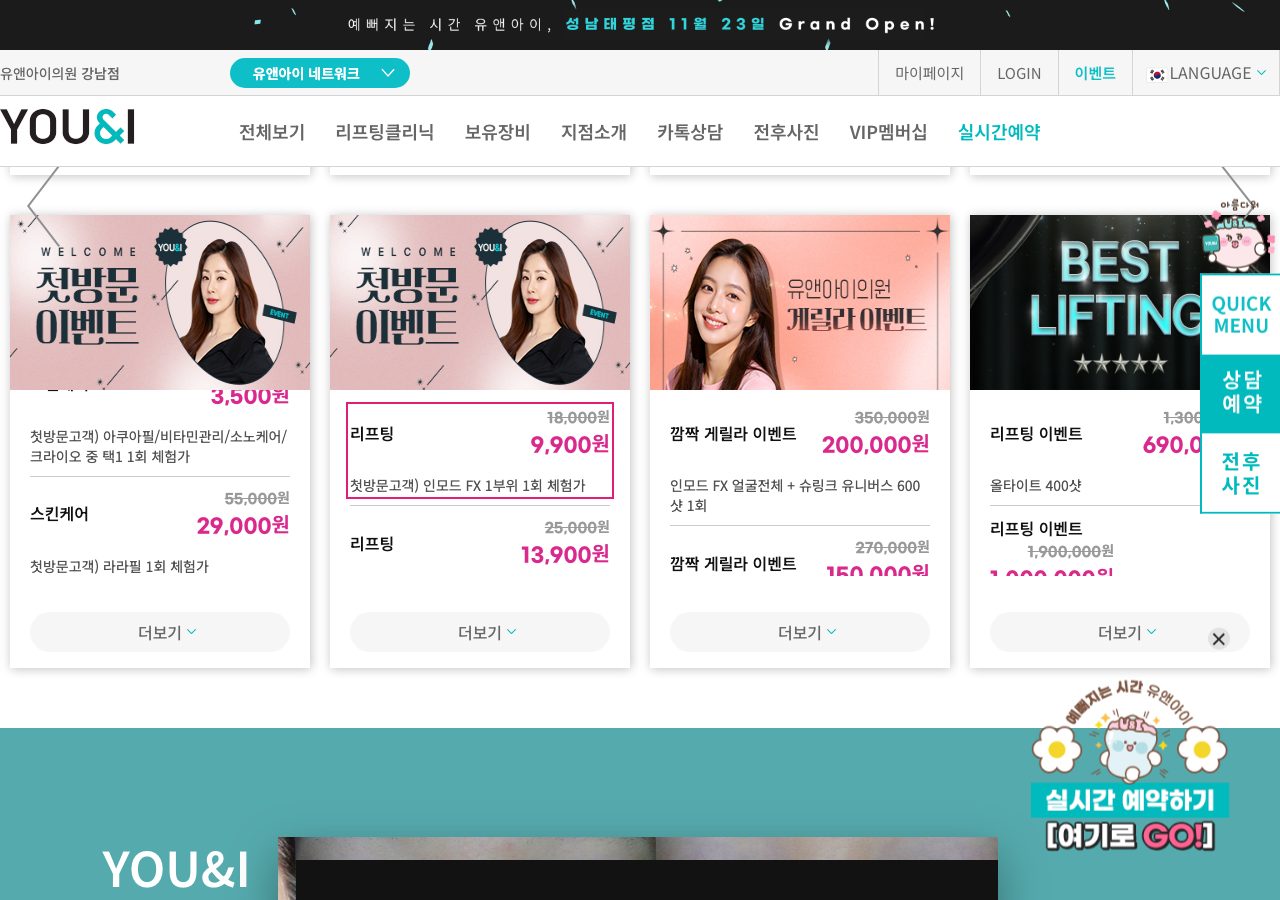 예뻐지는 시간 유앤아이, 성남태평점 11월 23일 Grand Open!
유앤아이의원 강남점
유앤아이 네트워크
마이페이지
LOGIN
이벤트
LANGUAGE
YOU&I
전체보기
리프팅클리닉
보유장비
지점소개
카톡상담
전후사진
VIP멤버십
실시간예약
WELCOME
첫방문
이벤트
YOU&I
EVENT
3,500원
첫방문고객) 아쿠아필/비타민관리/소노케어/
크라이오 중 택1 1회 체험가
55,000원
스킨케어
29,000원
첫방문고객) 라라필 1회 체험가
더보기
WELCOME
첫방문
이벤트
YOU&I
EVENT
18,000원
리프팅
9,900원
첫방문고객) 인모드 FX 1부위 1회 체험가
25,000원
리프팅
13,900원
더보기
유앤아이의원
게릴라 이벤트
350,000원
깜짝 게릴라 이벤트
200,000원
인모드 FX 얼굴전체 + 슈링크 유니버스 600
샷 1회
270,000원
깜짝 게릴라 이벤트
150,000원
더보기
BEST
LIFTING
1,300
리프팅 이벤트
690,0
올타이트 400샷
리프팅 이벤트
1,900,000원
더보기
QUICK
MENU
상담
예약
전후
사진
예뻐지는 시간 유앤아이
U&I
실시간 예약하기
[여기로 GO!]
YOU&I